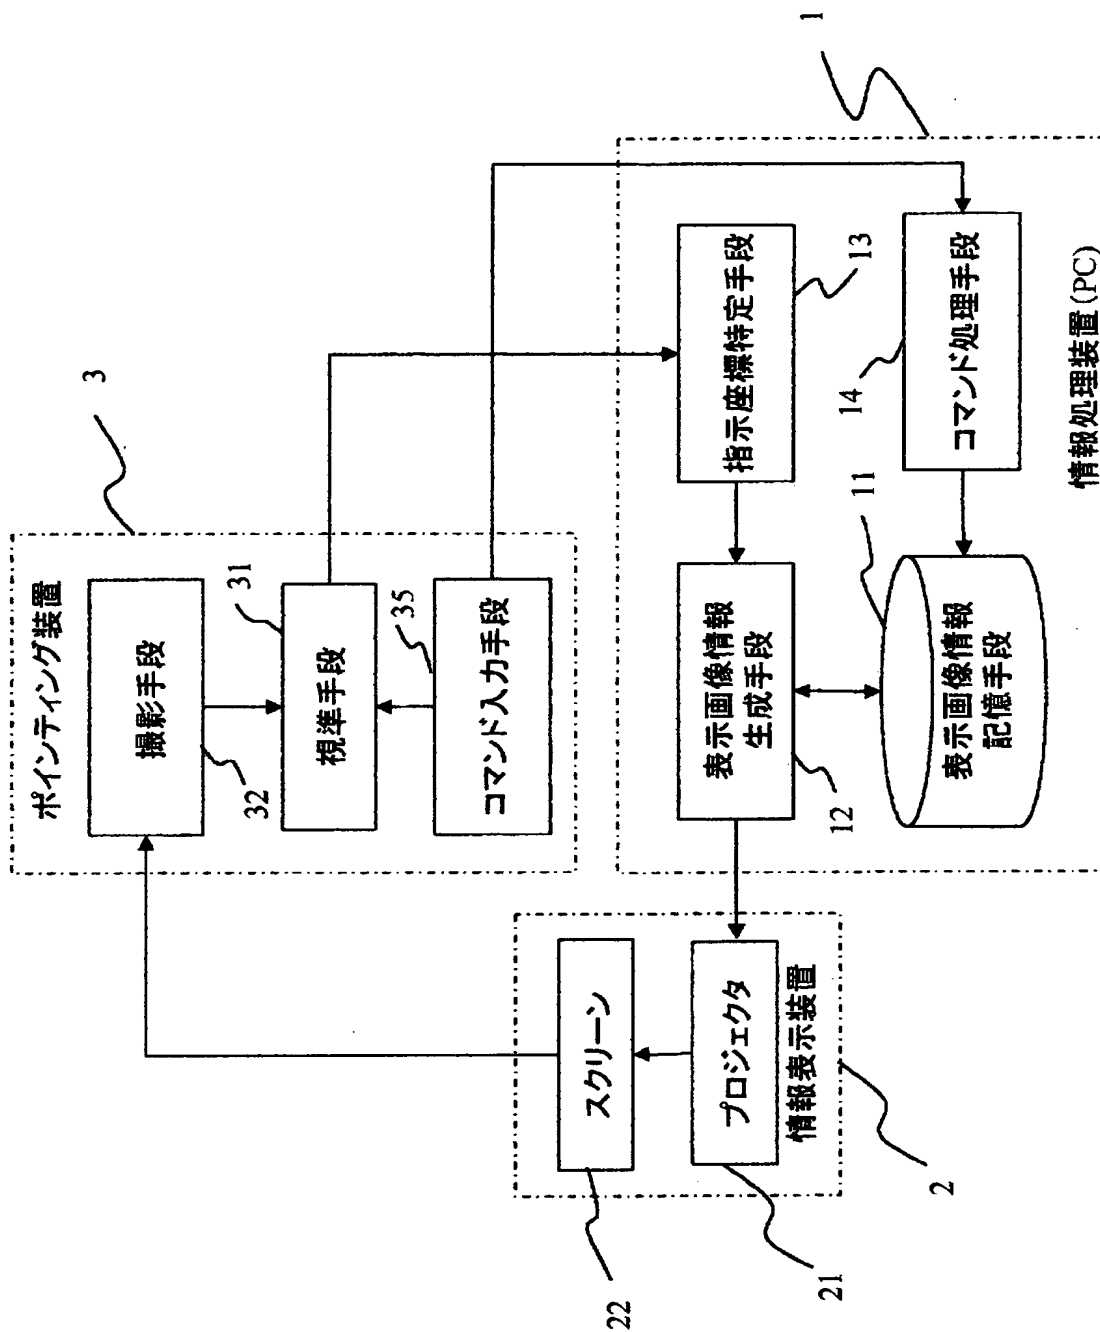 ポインティング装置
3
撮影手段
32
視準手段
31
コマンド入力手段
35
スクリーン
22
プロジェクタ
21
情報表示装置
2
表示画像情報
生成手段
12
指示座標特定手段
13
表示画像情報
記憶手段
11
コマンド処理手段
14
情報処理装置(PC)
1